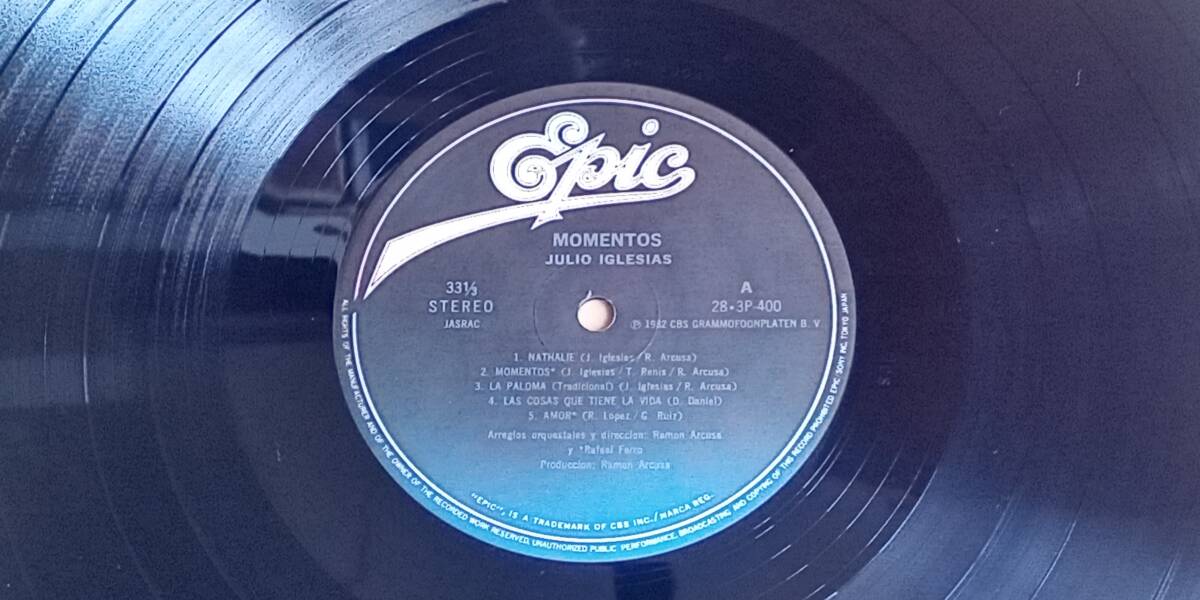 Epic
MOMENTOS
JULIO IGLESIAS
33⅓
STEREO
JASRAC
A
28・3P-400
Ⓟ 1982 CBS GRAMMOFOONPLATEN B. V
1. NATHALIE (J. Iglesias / R. Arcusa)
2. MOMENTOS* (J. Iglesias / T. Renis / R. Arcusa)
3. LA PALOMA (Tradicional) (J. Iglesias / R. Arcusa)
4. LAS COSAS QUE TIENE LA VIDA (D. Daniel)
5. AMOR* (R. Lopez / G. Ruiz)
Arreglos orquestales y direccion: Ramon Arcusa
y *Rafael Ferro
Produccion: Ramon Arcusa
"EPIC", IS A TRADEMARK OF CBS INC. / MARCA REG.
ALL RIGHTS OF THE MANUFACTURER AND OF THE OWNER OF THE RECORDED WORK RESERVED, UNAUTHORIZED PUBLIC PERFORMANCE, BROADCASTING AND COPYING OF THIS RECORD PROHIBITED EPIC/SONY INC. TOKYO JAPAN